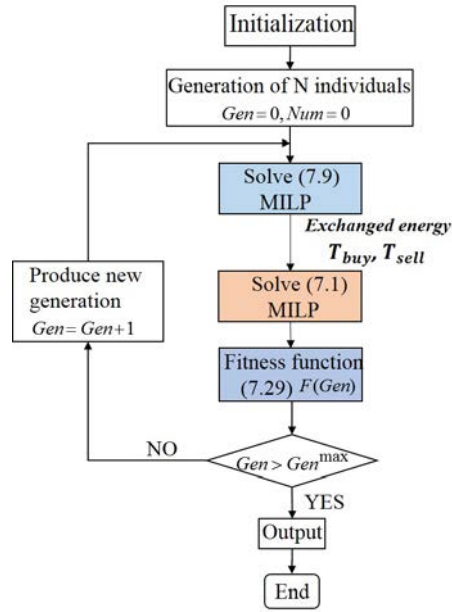 Initialization
Generation of N individuals
Gen = 0, Num = 0
Solve (7.9)
MILP
Exchanged energy
T_buy, T_sell
Produce new
generation
Gen = Gen+1
Solve (7.1)
MILP
Fitness function
(7.29) F(Gen)
NO
Gen > Gen^max
YES
Output
End